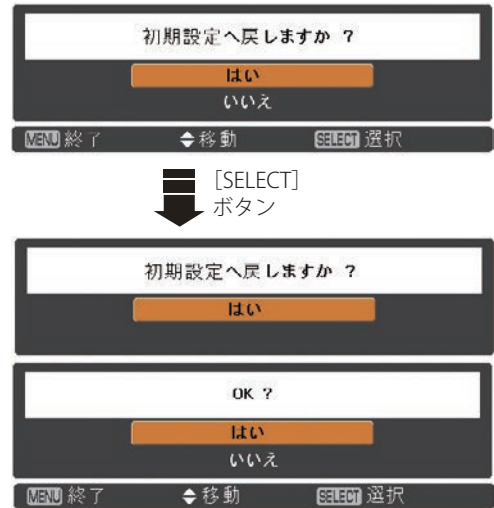 初期設定へ戻しますか ?
はい
いいえ
MENU 終了 移動 SELECT 選択
[SELECT]
ボタン
初期設定へ戻しますか ?
はい
OK ?
はい
いいえ
MENU 終了 移動 SELECT 選択